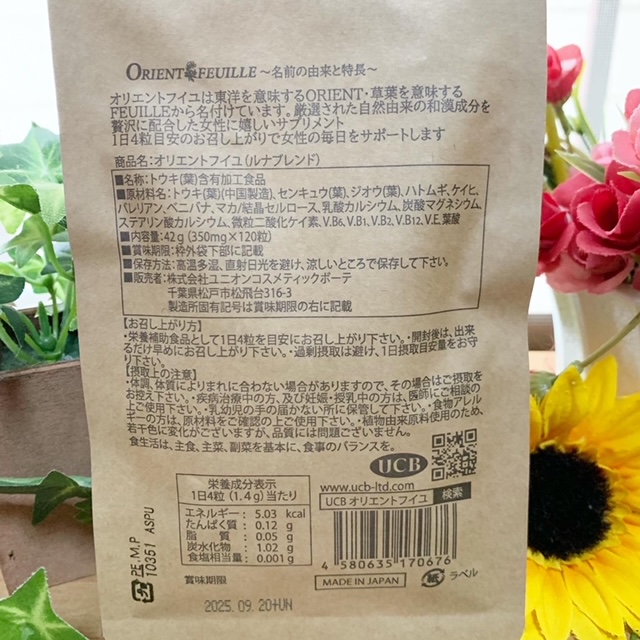 ORIENT FEUILLE ～名前の由来と特長～
オリエントフイユは東洋を意味するORIENT・草葉を意味する
FEUILLEから名付けています。厳選された自然由来の和漢成分を
贅沢に配合した女性に嬉しいサプリメント
1日4粒目安のお召し上がりで女性の毎日をサポートします
商品名：オリエントフイユ（ルナブレンド）
■名称：トウキ(葉)含有加工食品
■原材料名：トウキ(葉)(中国製造)、センキュウ(葉)、ジオウ(葉)、ハトムギ、ケイヒ、
バレリアン、ベニバナ、マカ/結晶セルロース、乳酸カルシウム、炭酸マグネシウム、
ステアリン酸カルシウム、微粒二酸化ケイ素、V.B6、V.B1、V.B2、V.B12、V.E、葉酸
■内容量：42g (350mg×120粒)
■賞味期限：枠外袋下部に記載
■保存方法：高温多湿、直射日光を避け、涼しいところで保存して下さい。
■販売者：株式会社ユニオンコスメティックボーテ
千葉県松戸市松飛台316-3
製造所固有記号は賞味期限の右に記載
【お召し上がり方】
・栄養補助食品として1日4粒を目安にお召し上がり下さい。・開封後は、出来
るだけ早めにお召し上がり下さい。・過剰摂取は避け、1日摂取目安量をお守
り下さい。
【摂取上の注意】
・体調、体質によりまれに合わない場合がありますので、その場合はご摂取を
お控え下さい。・疾病治療中の方、及び妊娠・授乳中の方は、医師にご相談の
上ご使用下さい。・乳幼児の手の届かない所に保管して下さい。・食物アレル
ギーの方は、原材料をご確認の上ご使用下さい。・植物由来原料使用のため、
若干色に変化がございますが、品質には問題ございません。
食生活は、主食、主菜、副菜を基本に、食事のバランスを。
UCB
www.ucb-ltd.com
UCB オリエントフイユ 検索
栄養成分表示
1日4粒（1.4g）当たり
エネルギー： 5.03 kcal
たんぱく質： 0.12 g
脂質： 0.05 g
炭水化物： 1.02 g
食塩相当量： 0.001g
4 580635 170676
MADE IN JAPAN
紙 ラベル
PE,M,P
10351 ASPU
賞味期限
2025.09.20+UN